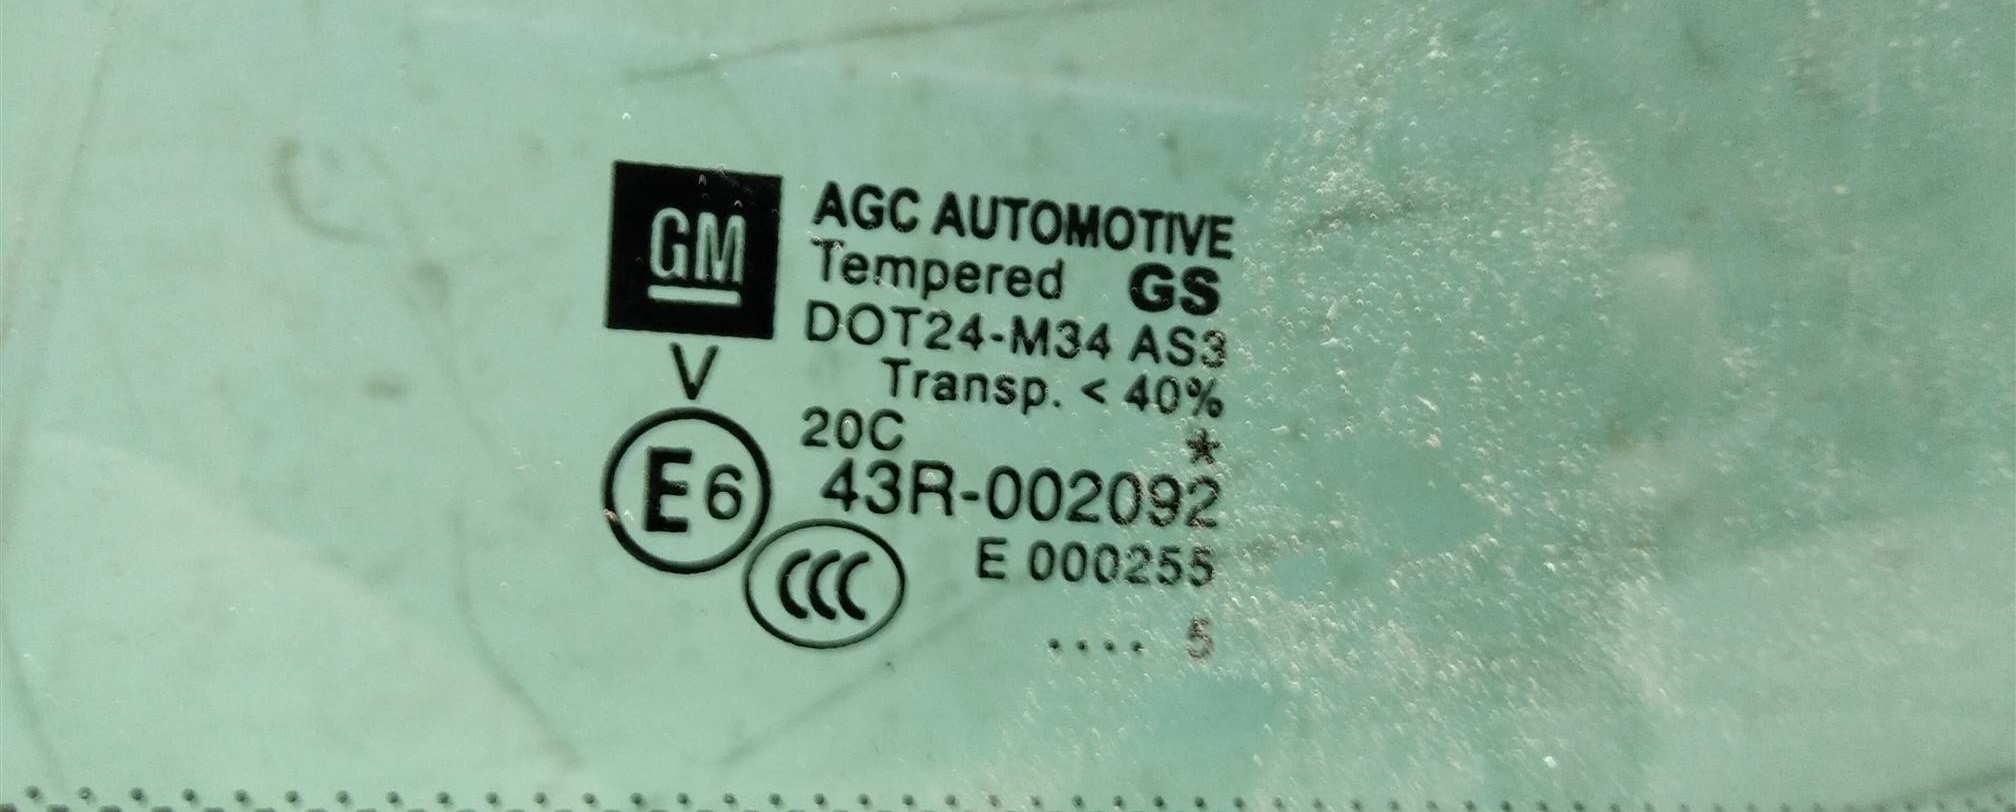 GM
AGC AUTOMOTIVE
Tempered GS
DOT24-M34 AS3
V
Transp. < 40%
20C *
E6 43R-002092
CCC
E 000255
.... 5